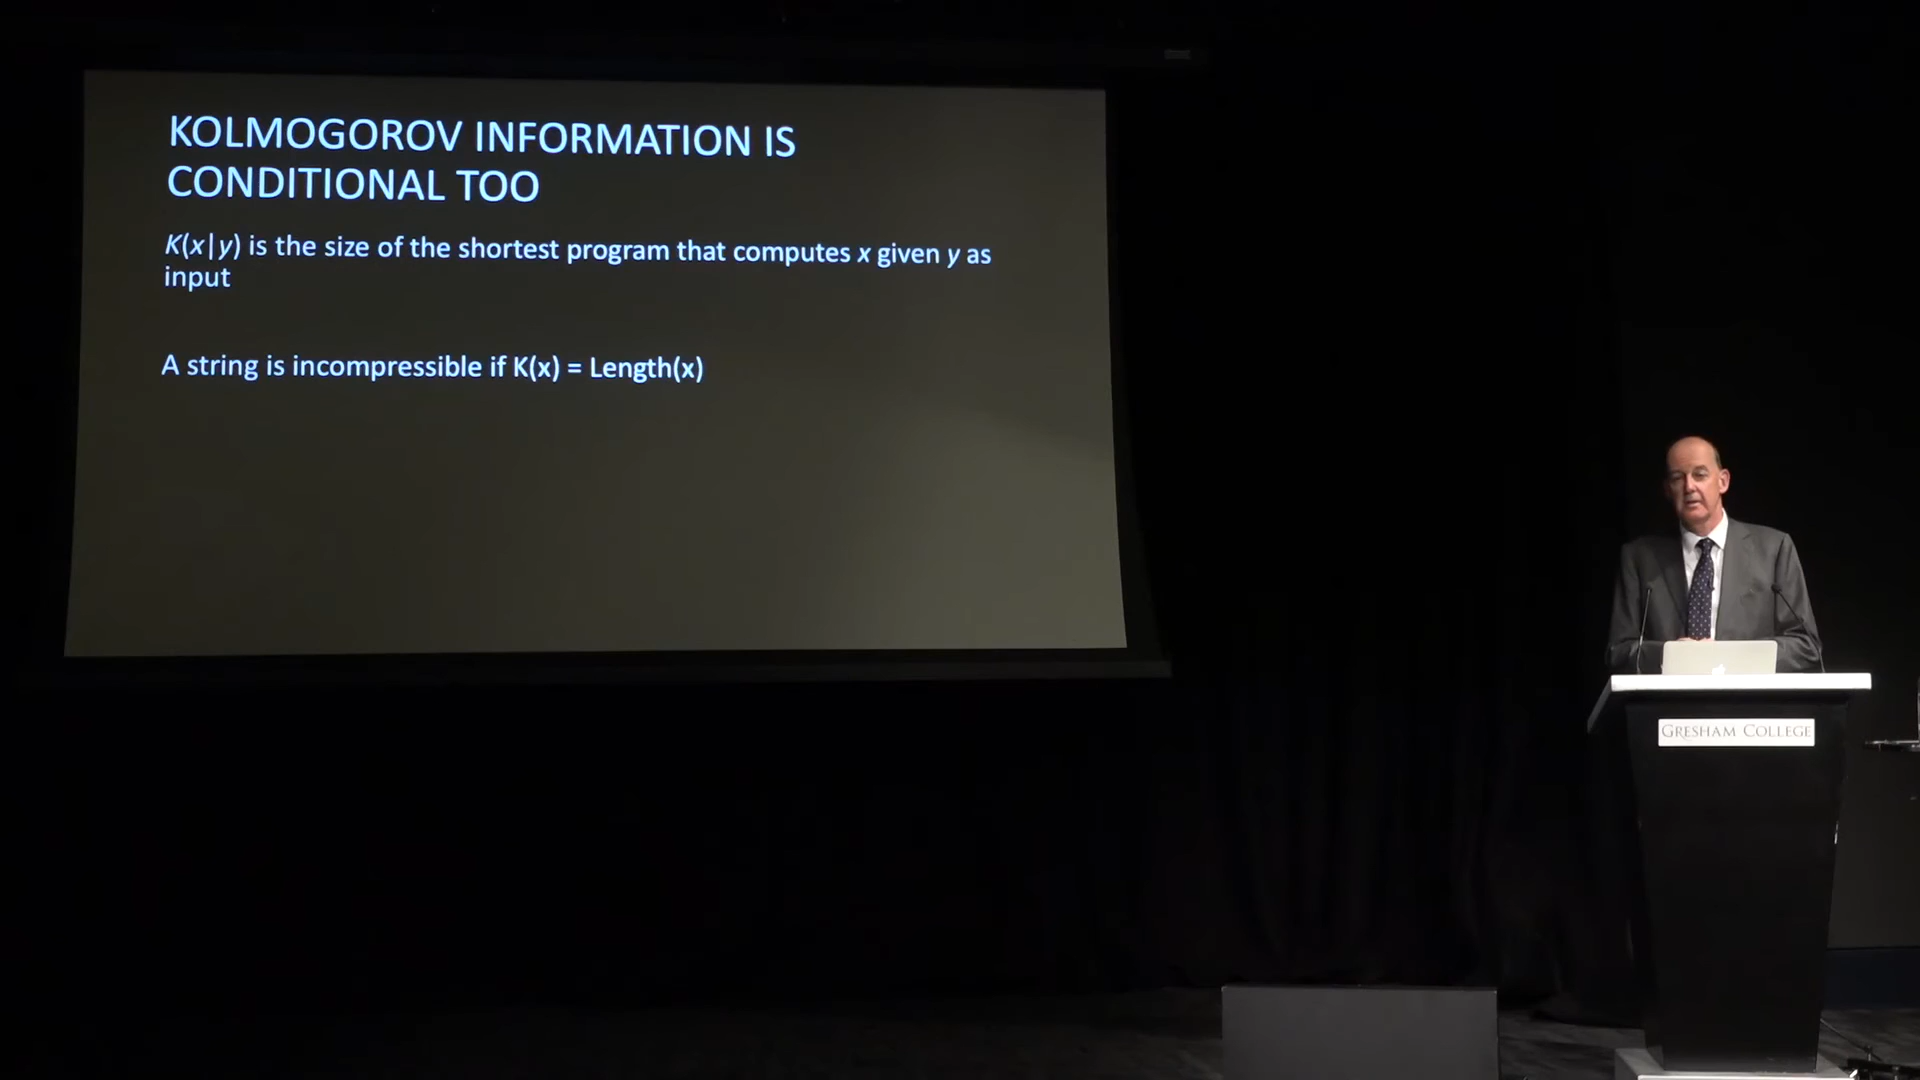 KOLMOGOROV INFORMATION IS
CONDITIONAL TOO
K(x|y) is the size of the shortest program that computes x given y as
input
A string is incompressible if K(x) = Length(x)
GRESHAM COLLEGE